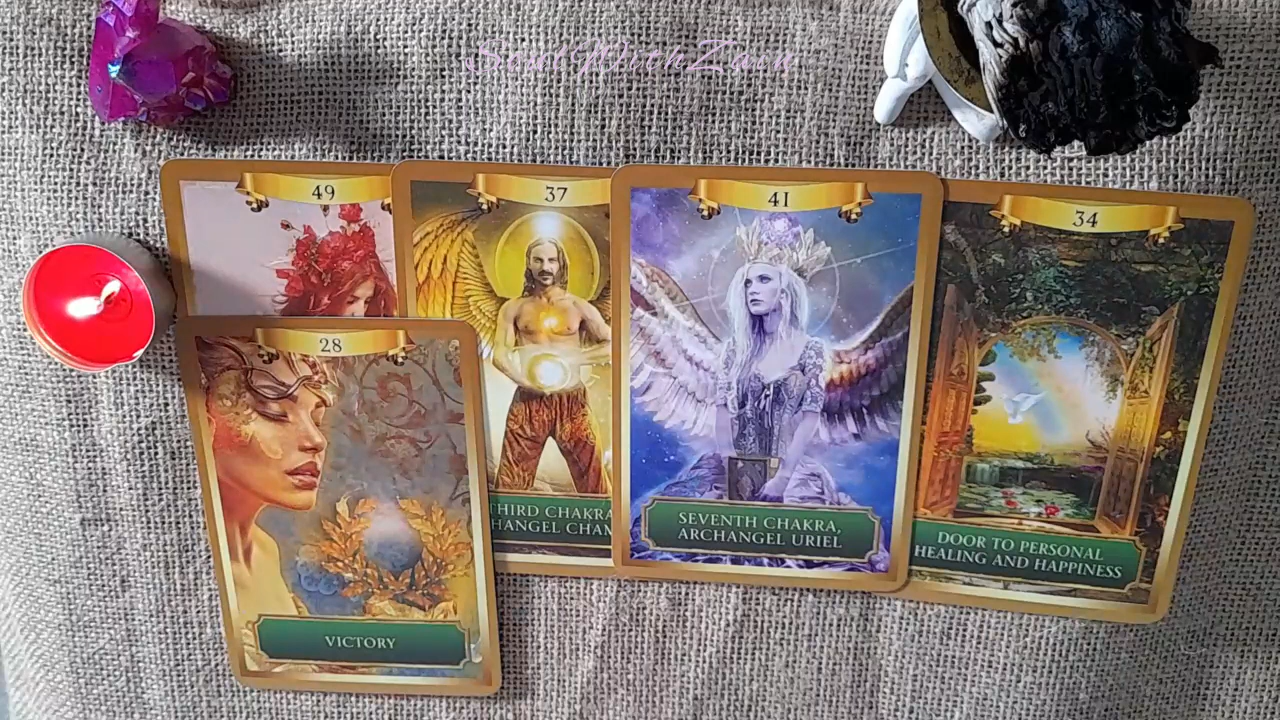 SoulWithZain
49
37
41
34
28
THIRD CHAKRA
HANGEL CHAM
SEVENTH CHAKRA,
ARCHANGEL URIEL
DOOR TO PERSONAL
HEALING AND HAPPINESS
VICTORY